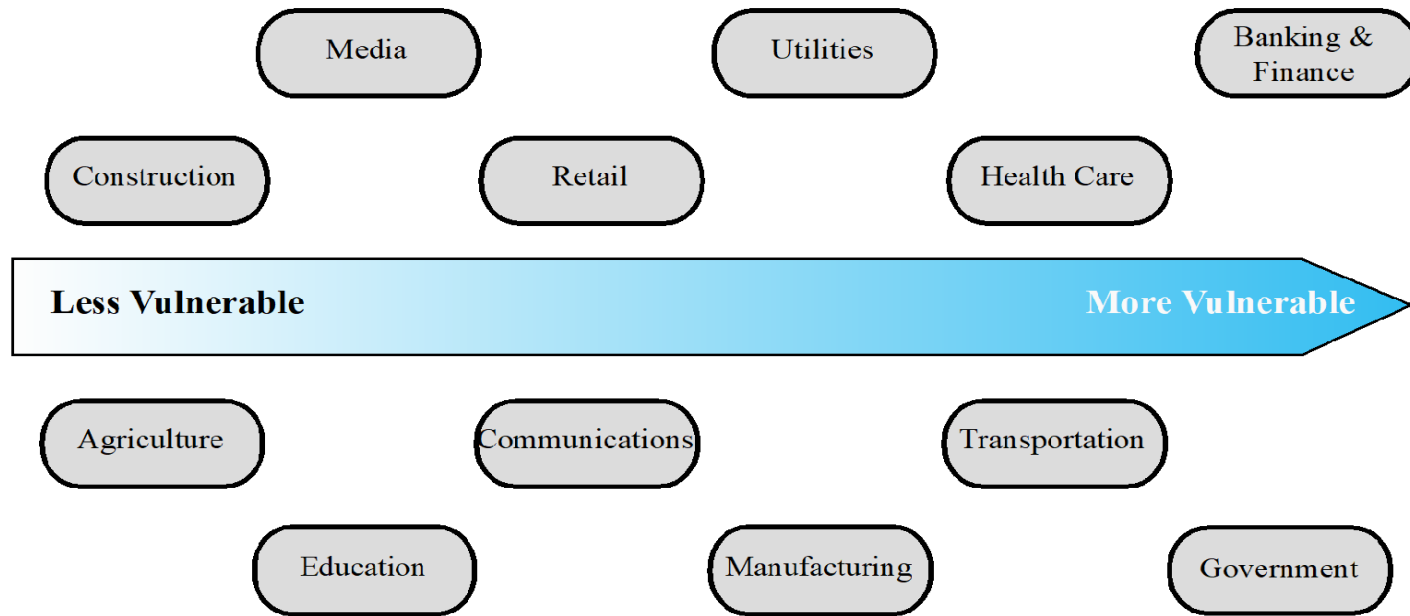 Media
Utilities
Banking &
Finance
Construction
Retail
Health Care
Less Vulnerable
More Vulnerable
Agriculture
Communications
Transportation
Education
Manufacturing
Government